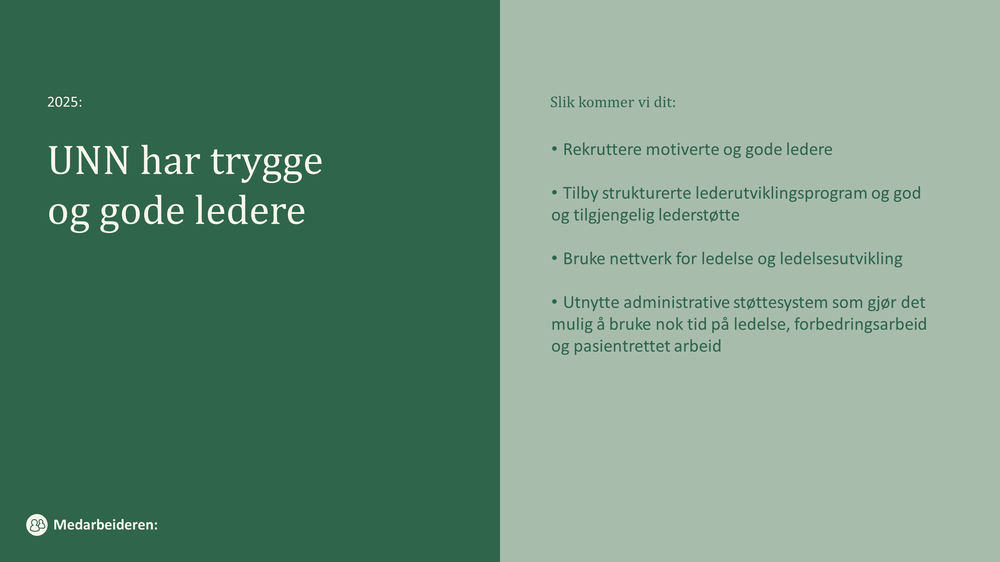 2025:
UNN har trygge
og gode ledere
Medarbeideren:
Slik kommer vi dit:
• Rekruttere motiverte og gode ledere
• Tilby strukturerte lederutviklingsprogram og god
og tilgjengelig lederstøtte
• Bruke nettverk for ledelse og ledelsesutvikling
• Utnytte administrative støttesystem som gjør det
mulig å bruke nok tid på ledelse, forbedringsarbeid
og pasientrettet arbeid